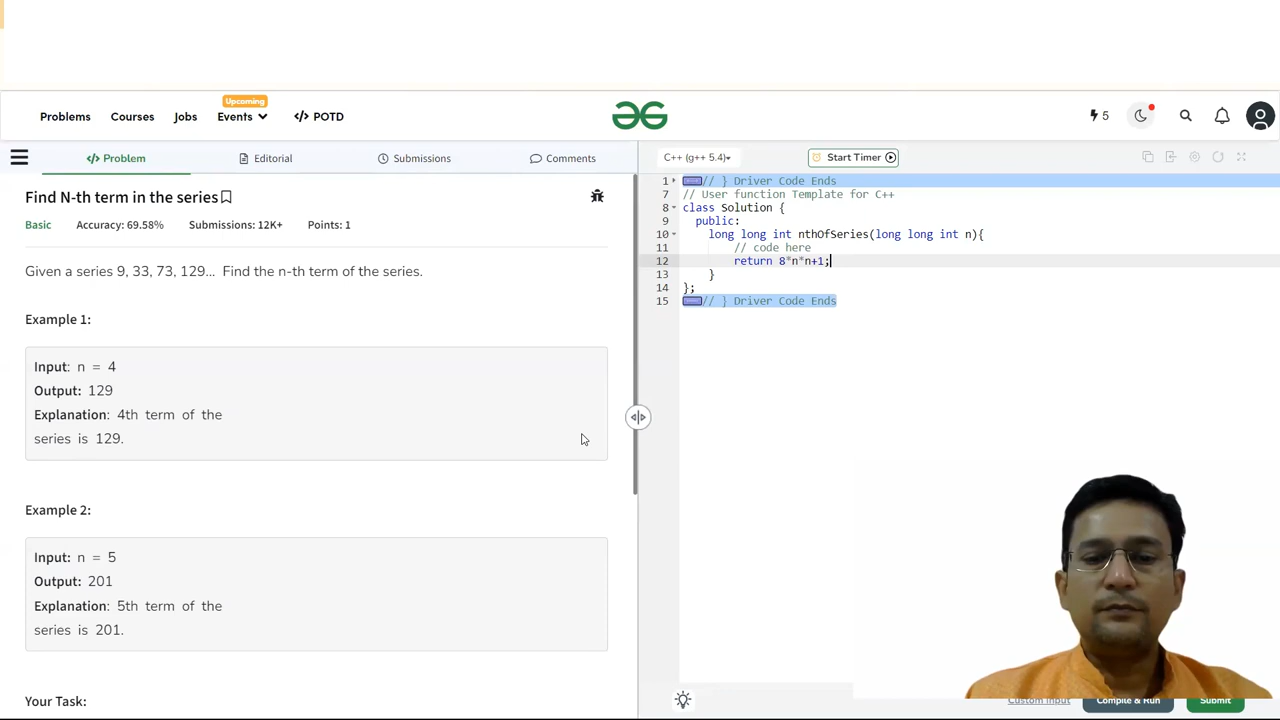 Upcoming
Problems Courses Jobs Events </> POTD
5
</> Problem Editorial Submissions Comments
C++ (g++ 5.4) Start Timer
Find N-th term in the series
Basic Accuracy: 69.58% Submissions: 12K+ Points: 1
Given a series 9, 33, 73, 129... Find the n-th term of the series.
Example 1:
Input: n = 4
Output: 129
Explanation: 4th term of the
series is 129.
Example 2:
Input: n = 5
Output: 201
Explanation: 5th term of the
series is 201.
Your Task:
1 // } Driver Code Ends
7 // User function Template for C++
8 class Solution {
9 public:
10 long long int nthOfSeries(long long int n){
11 // code here
12 return 8*n*n+1;
13 }
14 };
15 // } Driver Code Ends
Custom Input Compile & Run Submit